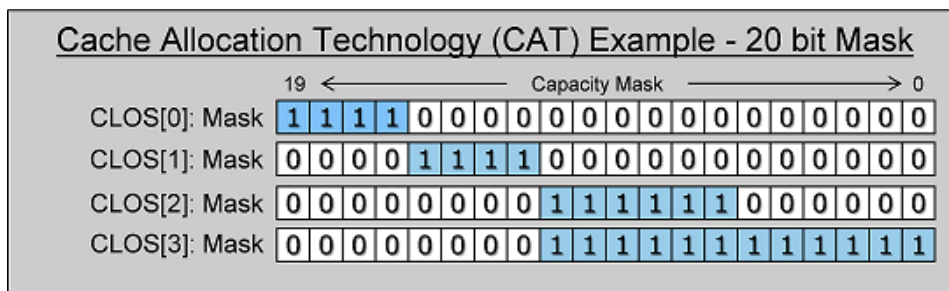 Cache Allocation Technology (CAT) Example - 20 bit Mask
19 Capacity Mask 0
CLOS[0]: Mask 1 1 1 1 0 0 0 0 0 0 0 0 0 0 0 0 0 0 0 0
CLOS[1]: Mask 0 0 0 0 1 1 1 1 0 0 0 0 0 0 0 0 0 0 0 0
CLOS[2]: Mask 0 0 0 0 0 0 0 0 1 1 1 1 1 1 0 0 0 0 0 0
CLOS[3]: Mask 0 0 0 0 0 0 0 0 1 1 1 1 1 1 1 1 1 1 1 1